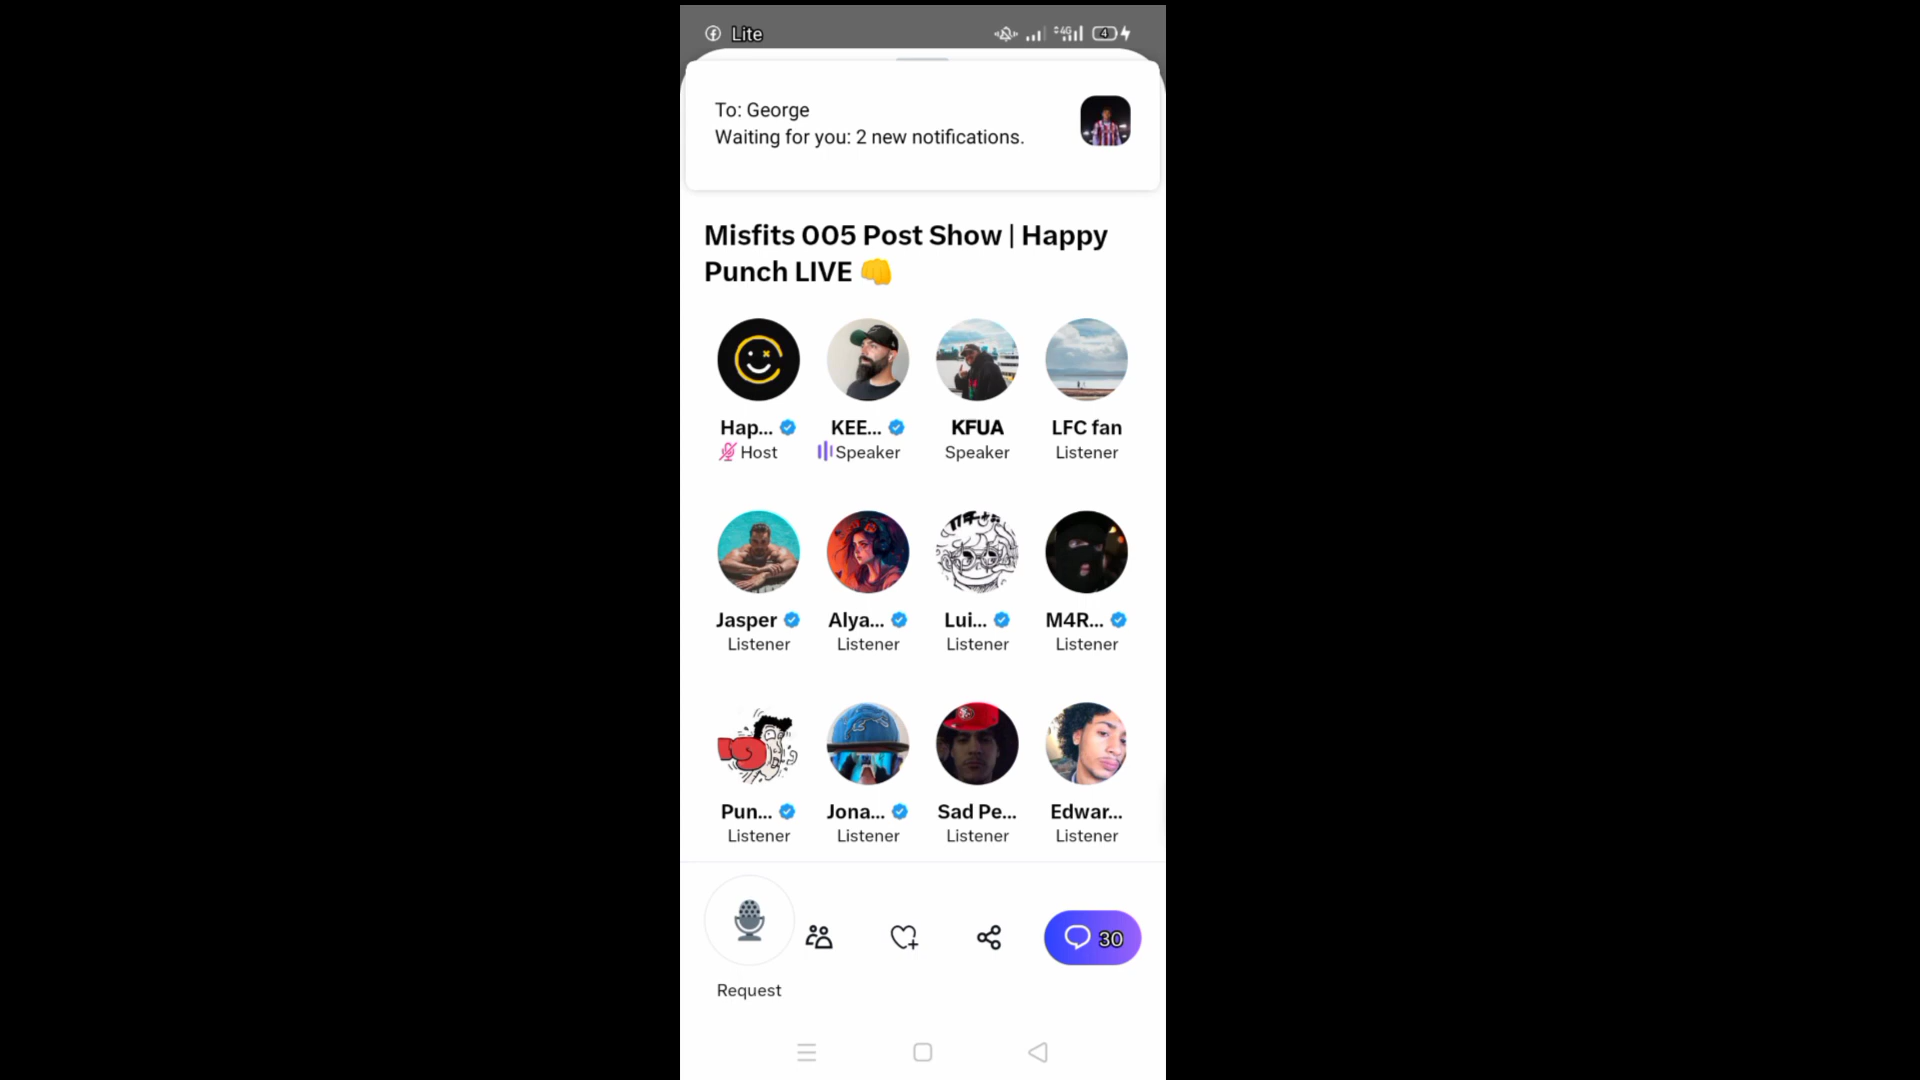 Lite
4G
4
To: George
Waiting for you: 2 new notifications.
Misfits 005 Post Show | Happy
Punch LIVE 👊
Hap... KEE... KFUA LFC fan
Host Speaker Speaker Listener
Jasper Alya... Lui... M4R...
Listener Listener Listener Listener
Pun... Jona... Sad Pe... Edwar...
Listener Listener Listener Listener
30
Request